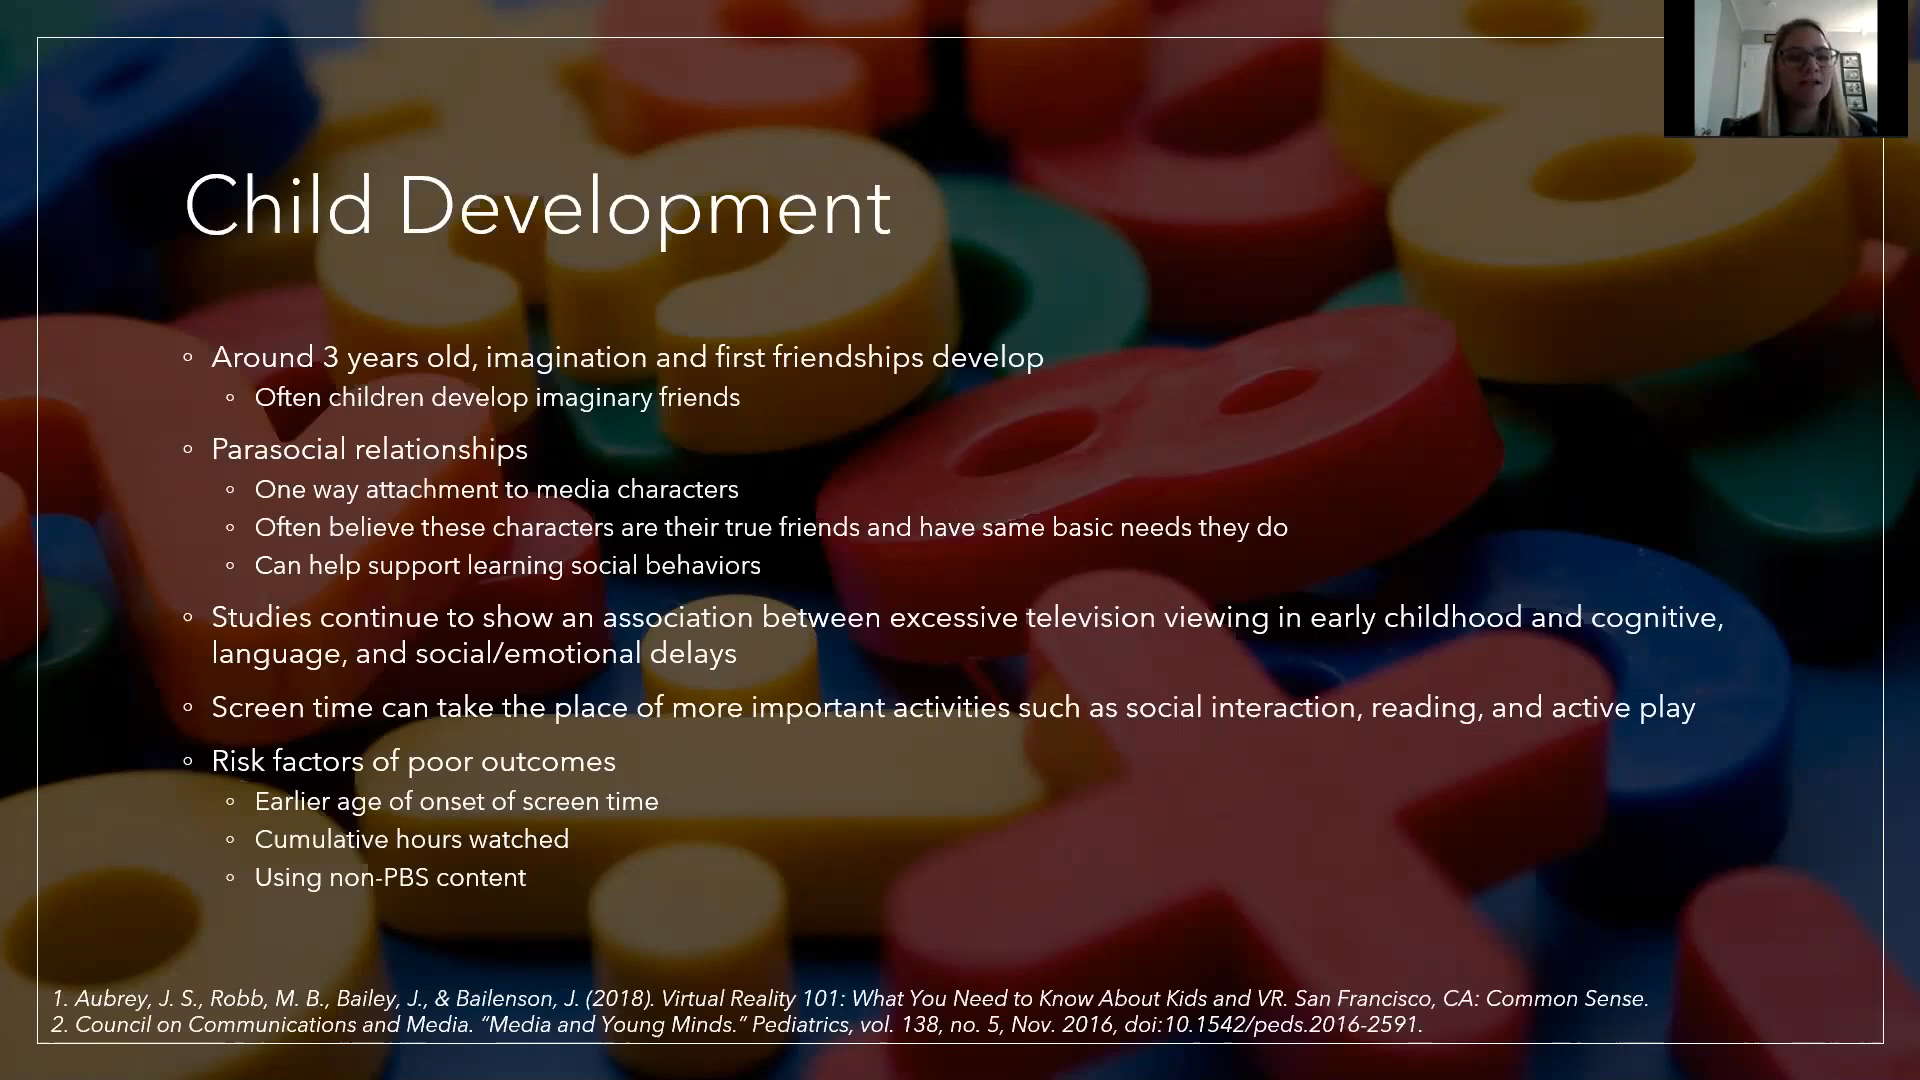 Child Development
Around 3 years old, imagination and first friendships develop
Often children develop imaginary friends
Parasocial relationships
One way attachment to media characters
Often believe these characters are their true friends and have same basic needs they do
Can help support learning social behaviors
Studies continue to show an association between excessive television viewing in early childhood and cognitive,
language, and social/emotional delays
Screen time can take the place of more important activities such as social interaction, reading, and active play
Risk factors of poor outcomes
Earlier age of onset of screen time
Cumulative hours watched
Using non-PBS content
1. Aubrey, J. S., Robb, M. B., Bailey, J., & Bailenson, J. (2018). Virtual Reality 101: What You Need to Know About Kids and VR. San Francisco, CA: Common Sense.
2. Council on Communications and Media. “Media and Young Minds.” Pediatrics, vol. 138, no. 5, Nov. 2016, doi:10.1542/peds.2016-2591.